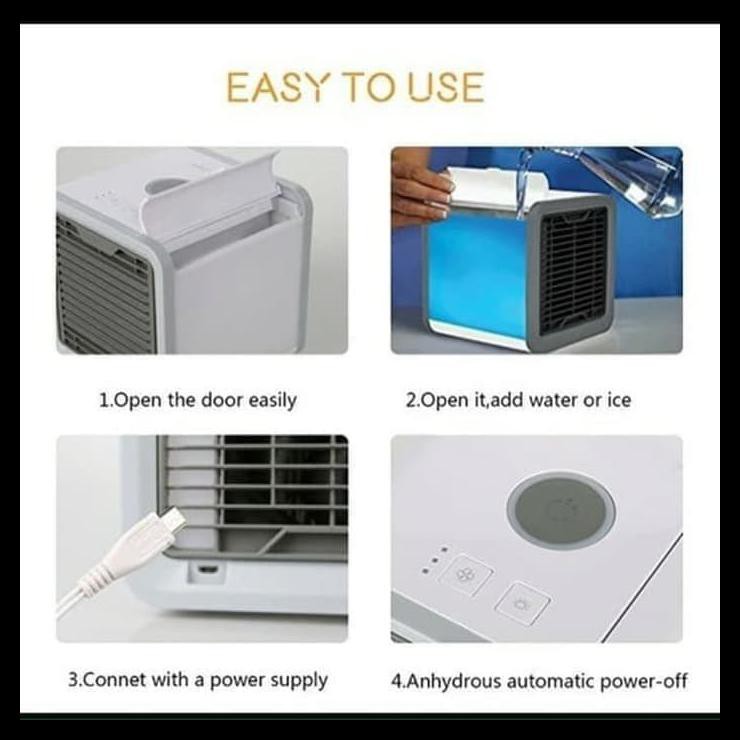 EASY TO USE
1.Open the door easily
2.Open it,add water or ice
3.Connet with a power supply
4.Anhydrous automatic power-off